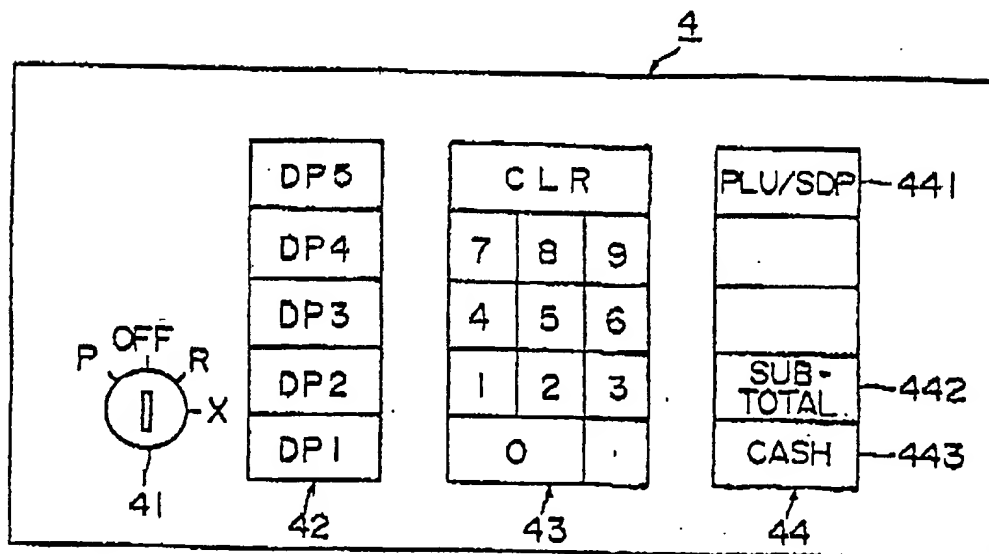 4
DP5 CLR PLU/SDP 441
DP4 7 8 9
DP3 4 5 6
P OFF R X
DP2 1 2 3 SUB-
TOTAL 442
DP1 0 . CASH 443
41 42 43 44